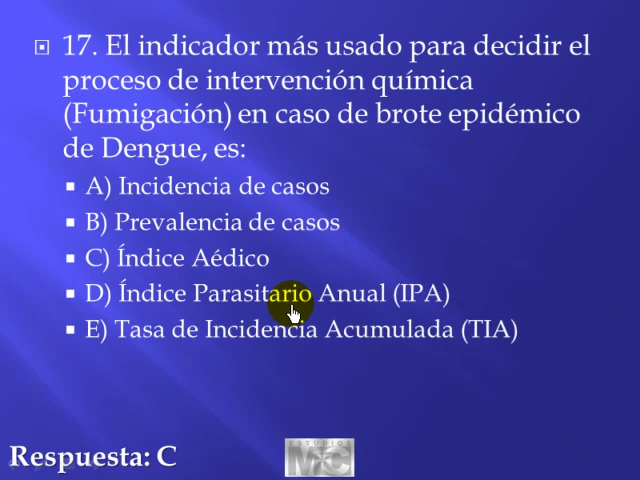 17. El indicador más usado para decidir el
proceso de intervención química
(Fumigación) en caso de brote epidémico
de Dengue, es:
A) Incidencia de casos
B) Prevalencia de casos
C) Índice Aédico
D) Índice Parasitario Anual (IPA)
E) Tasa de Incidencia Acumulada (TIA)
Respuesta: C
ESTUDIOS
MC